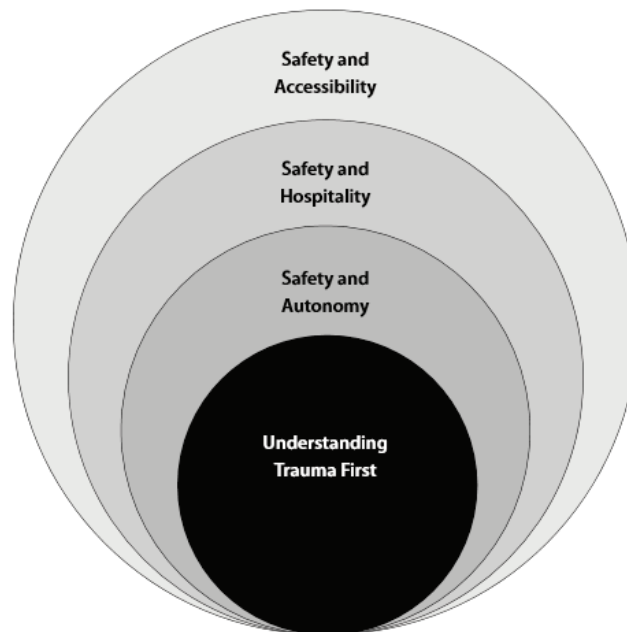 Safety and
Accessibility
Safety and
Hospitality
Safety and
Autonomy
Understanding
Trauma First